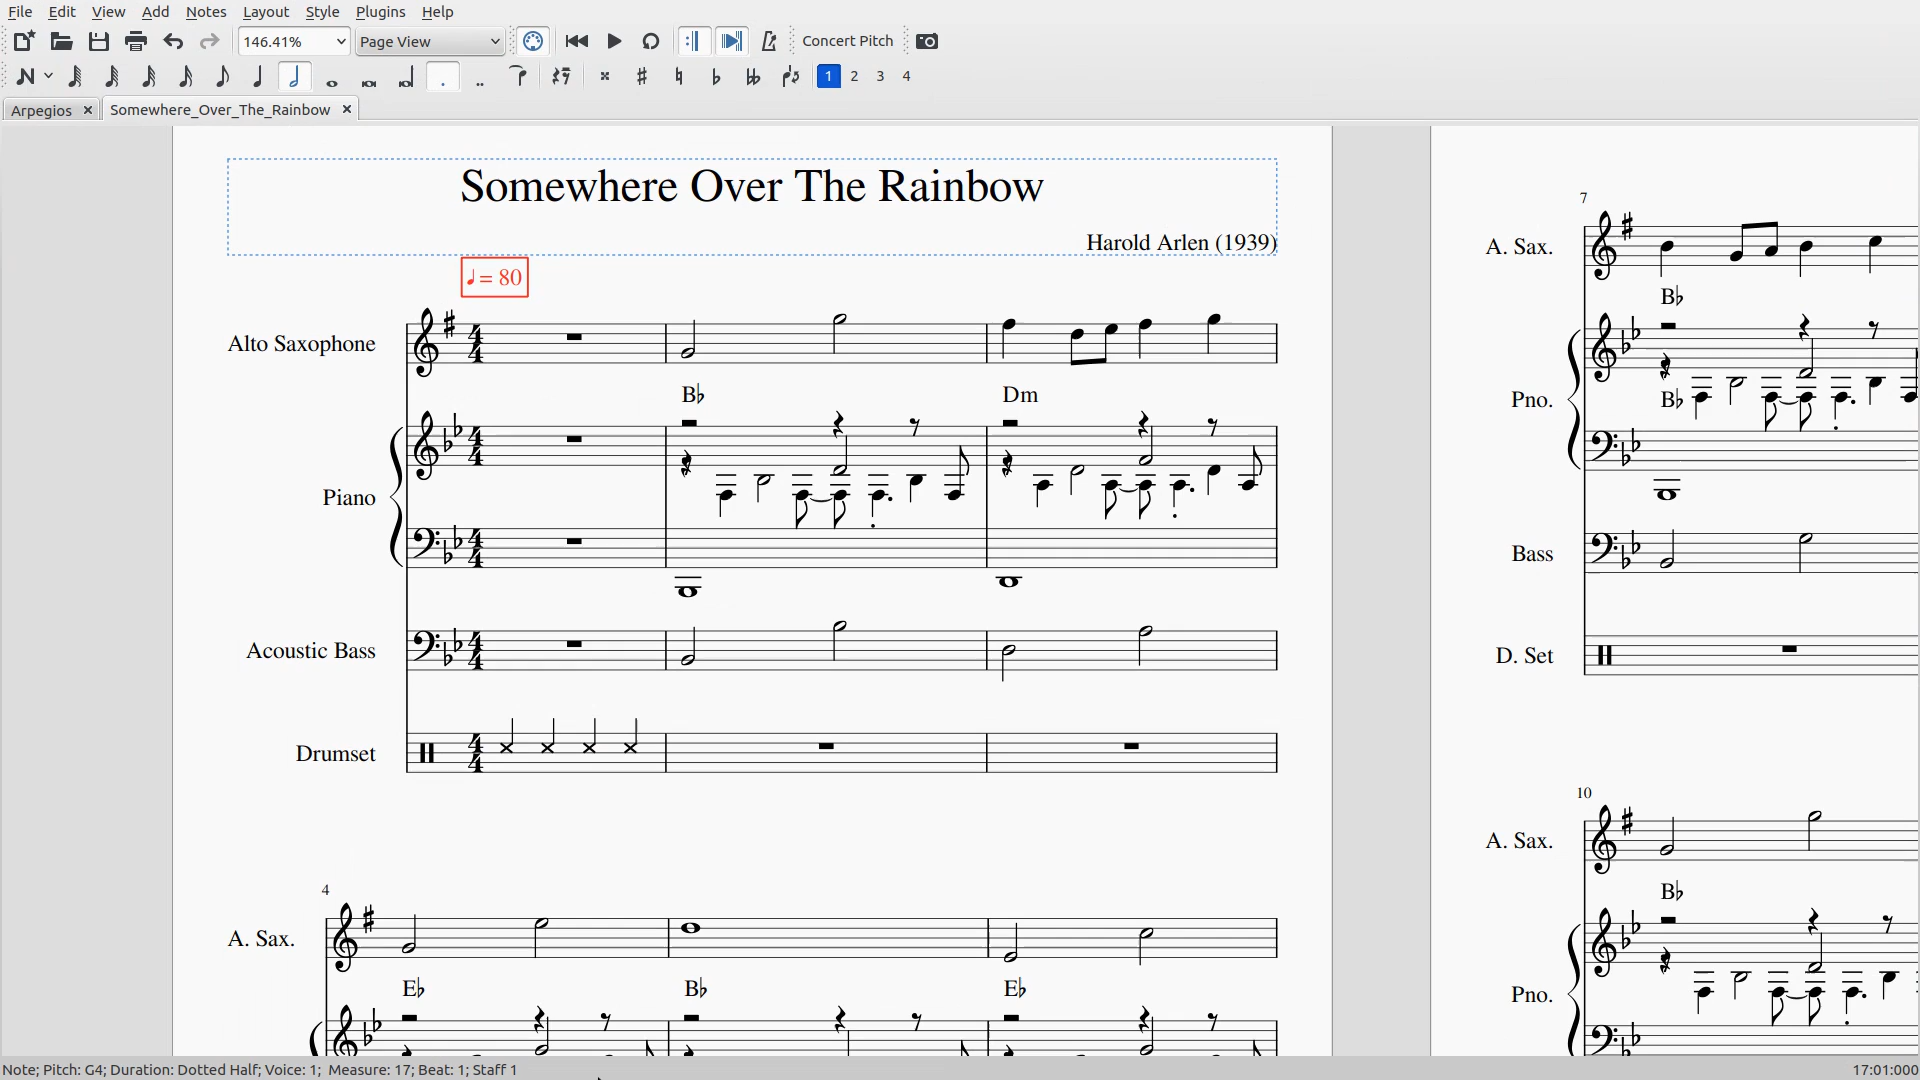 File Edit View Add Notes Layout Style Plugins Help
146.41% Page View Concert Pitch
1 2 3 4
Arpegios Somewhere_Over_The_Rainbow
Somewhere Over The Rainbow
Harold Arlen (1939)
♩= 80
Alto Saxophone
B♭ Dm
Piano
Acoustic Bass
Drumset
4
A. Sax.
E♭ B♭ E♭
7
A. Sax.
B♭
Pno.
B♭
Bass
D. Set
10
A. Sax.
B♭
Pno.
Note; Pitch: G4; Duration: Dotted Half; Voice: 1; Measure: 17; Beat: 1; Staff 1
17:01:000